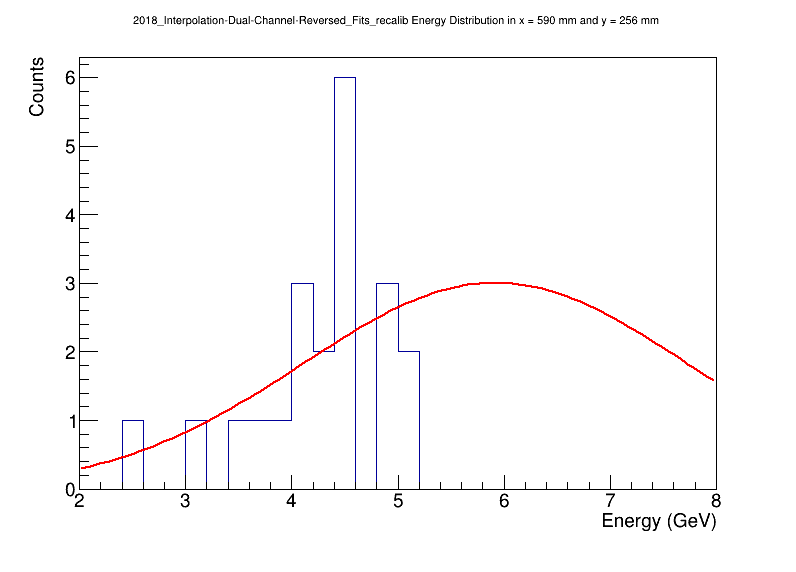 2018_Interpolation-Dual-Channel-Reversed_Fits_recalib Energy Distribution in x = 590 mm and y = 256 mm
Counts
6
5
4
3
2
1
0
2 3 4 5 6 7 8
Energy (GeV)